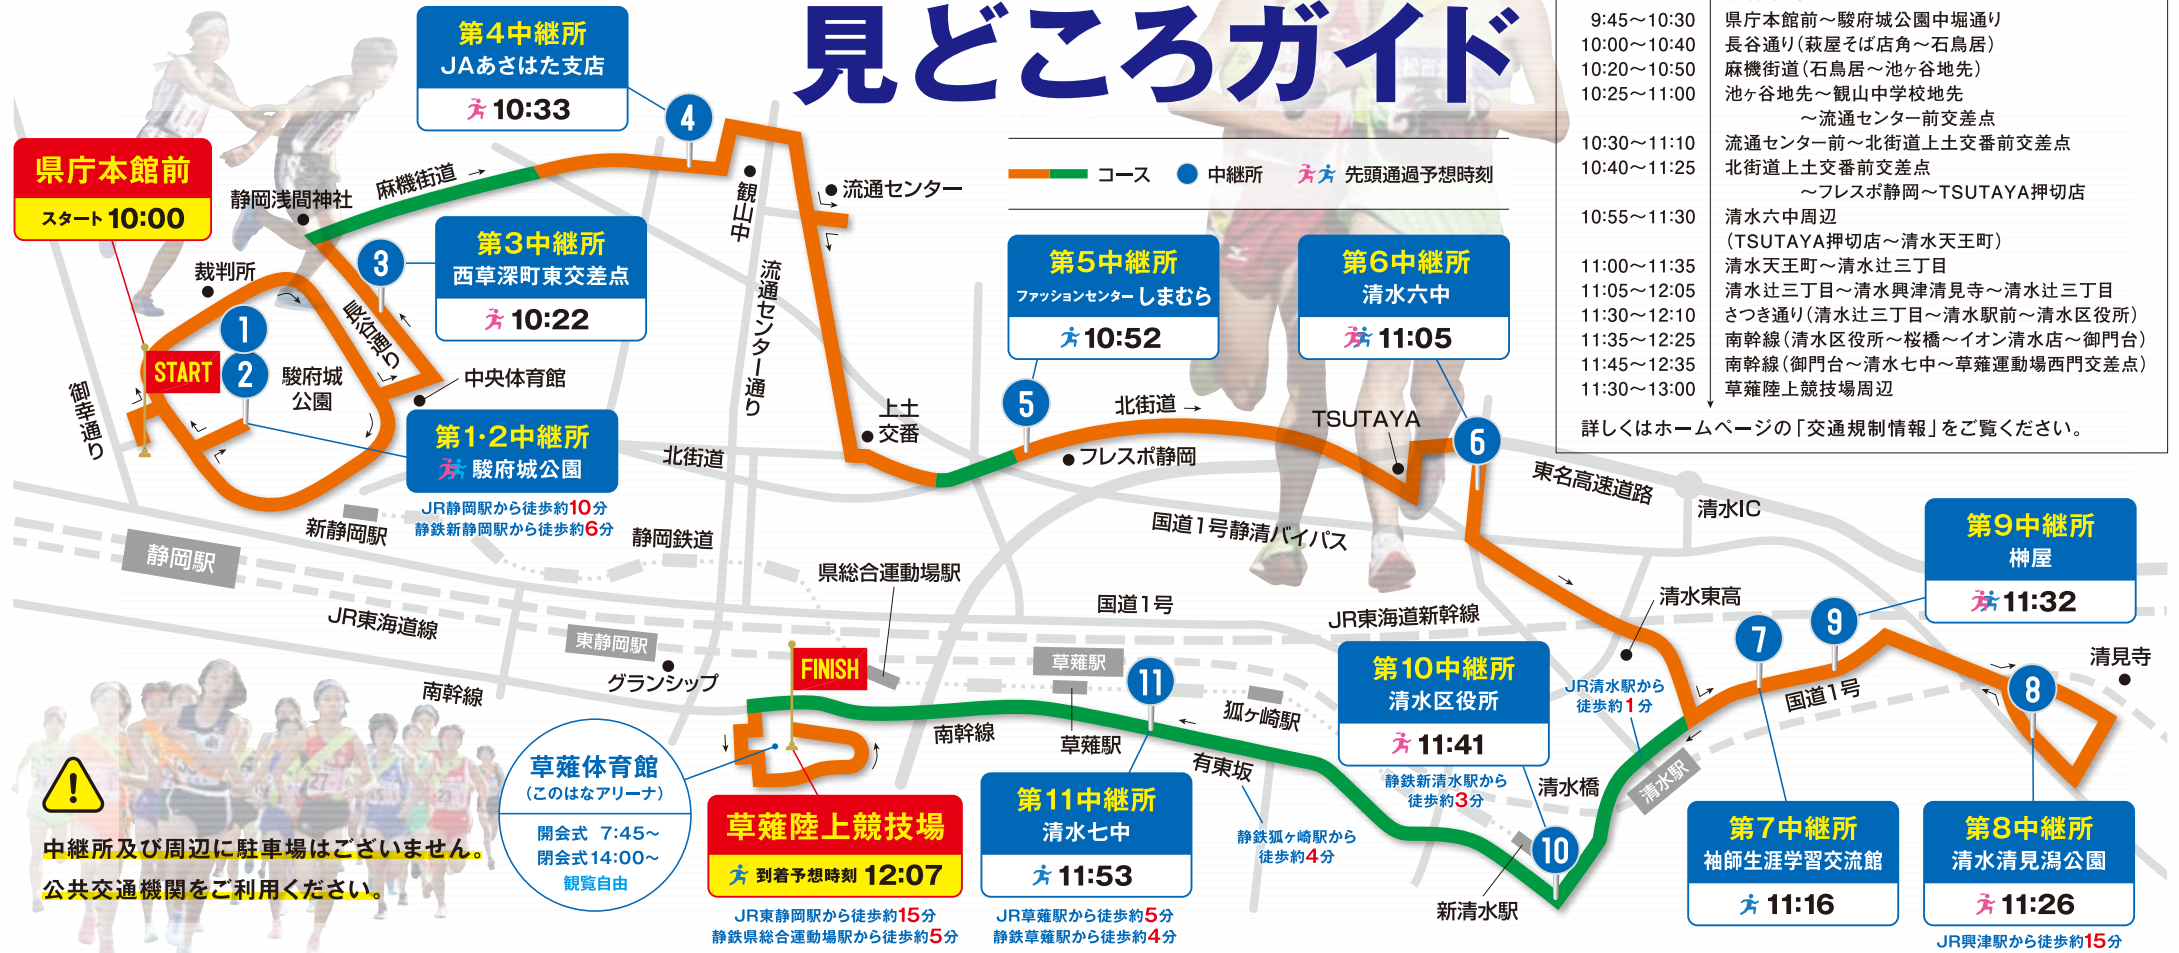 見どころガイド
9:45～10:30 県庁本館前～駿府城公園中堀通り
10:00～10:40 長谷通り(萩屋そば店角～石鳥居)
10:20～10:50 麻機街道(石鳥居～池ヶ谷地先)
10:25～11:00 池ヶ谷地先～観山中学校地先
～流通センター前交差点
10:30～11:10 流通センター前～北街道上土交番前交差点
10:40～11:25 北街道上土交番前交差点
～フレスポ静岡～TSUTAYA押切店
10:55～11:30 清水六中周辺
(TSUTAYA押切店～清水天王町)
11:00～11:35 清水天王町～清水辻三丁目
11:05～12:05 清水辻三丁目～清水興津清見寺～清水辻三丁目
11:30～12:10 さつき通り(清水辻三丁目～清水駅前～清水区役所)
11:35～12:25 南幹線(清水区役所～桜橋～イオン清水店～御門台)
11:45～12:35 南幹線(御門台～清水七中～草薙運動場西門交差点)
11:30～13:00 草薙陸上競技場周辺
詳しくはホームページの「交通規制情報」をご覧ください。
コース 中継所 先頭通過予想時刻
県庁本館前
スタート 10:00
第4中継所
JAあさはた支店
10:33
4
麻機街道
静岡浅間神社
観山中
流通センター
流通センター通り
第3中継所
西草深町東交差点
10:22
3
裁判所
長谷通り
1
START
2
駿府城
公園
中央体育館
御幸通り
第1・2中継所
駿府城公園
JR静岡駅から徒歩約10分
静鉄新静岡駅から徒歩約6分
上土
交番
北街道
第5中継所
ファッションセンターしまむら
10:52
5
北街道
フレスポ静岡
TSUTAYA
第6中継所
清水六中
11:05
6
東名高速道路
清水IC
国道1号静清バイパス
新静岡駅
静岡駅
静岡鉄道
県総合運動場駅
国道1号
JR東海道新幹線
JR東海道線
東静岡駅
グランシップ
南幹線
清水東高
第9中継所
榊屋
11:32
9
7
国道1号
清見寺
8
FINISH
草薙駅
草薙駅
11
南幹線
狐ヶ崎駅
有東坂
第10中継所
清水区役所
11:41
静鉄新清水駅から
徒歩約3分
JR清水駅から
徒歩約1分
清水橋
清水駅
10
新清水駅
静鉄狐ヶ崎駅から
徒歩約4分
草薙体育館
(このはなアリーナ)
開会式 7:45～
閉会式14:00～
観覧自由
草薙陸上競技場
到着予想時刻 12:07
JR東静岡駅から徒歩約15分
静鉄県総合運動場駅から徒歩約5分
第11中継所
清水七中
11:53
JR草薙駅から徒歩約5分
静鉄草薙駅から徒歩約4分
第7中継所
袖師生涯学習交流館
11:16
第8中継所
清水清見潟公園
11:26
JR興津駅から徒歩約15分
!
中継所及び周辺に駐車場はございません。
公共交通機関をご利用ください。